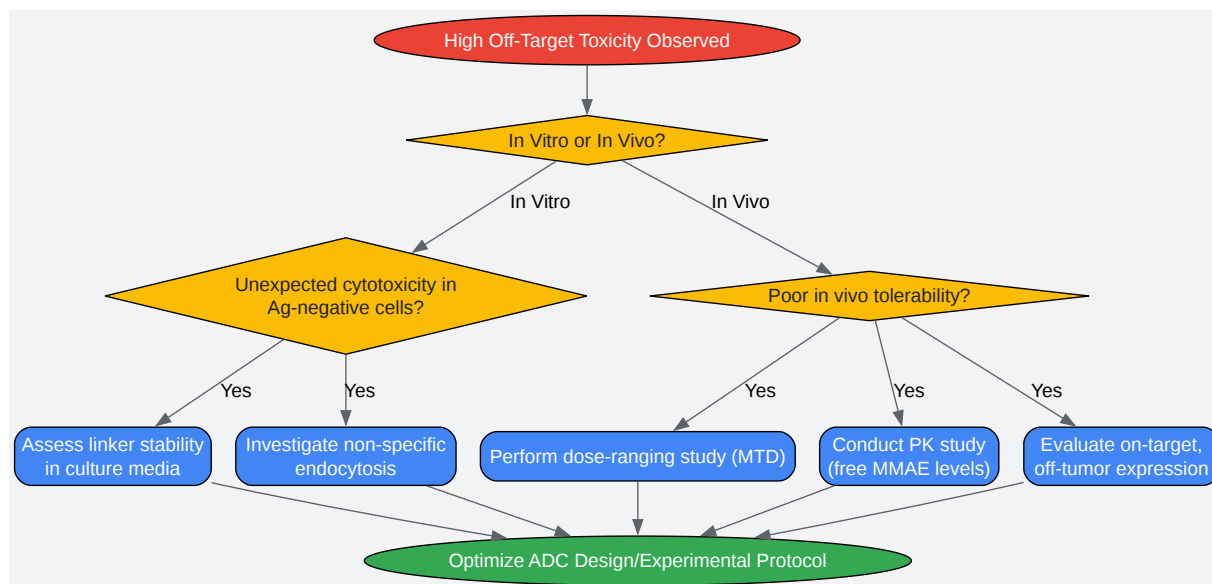 High Off-Target Toxicity Observed
In Vitro or In Vivo?
In Vitro
In Vivo
Unexpected cytotoxicity in
Ag-negative cells?
Poor in vivo tolerability?
Yes
Yes
Yes
Yes
Yes
Assess linker stability
in culture media
Investigate non-specific
endocytosis
Perform dose-ranging study (MTD)
Conduct PK study
(free MMAE levels)
Evaluate on-target,
off-tumor expression
Optimize ADC Design/Experimental Protocol